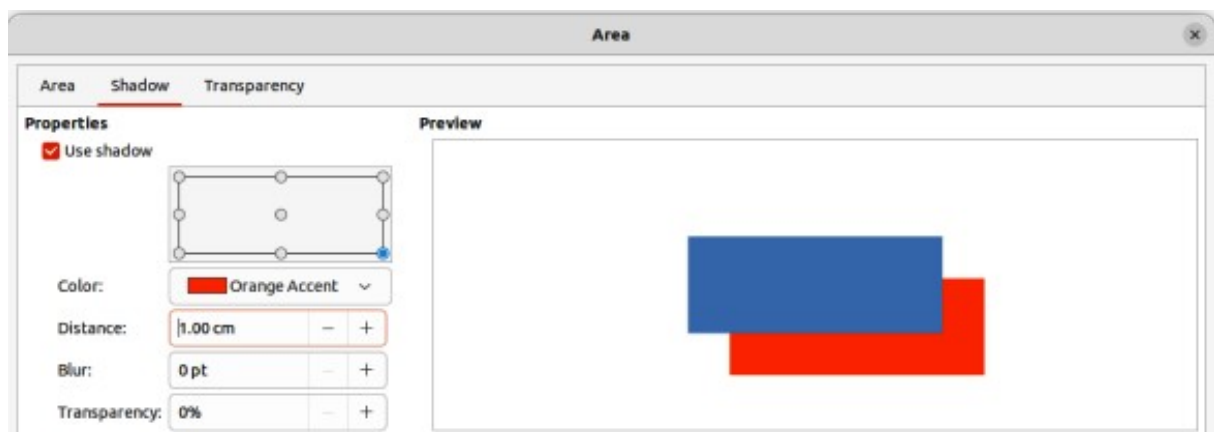 Area
Area Shadow Transparency
Properties
Preview
Use shadow
Color: Orange Accent
Distance: 1.00 cm
Blur: 0 pt
Transparency: 0%